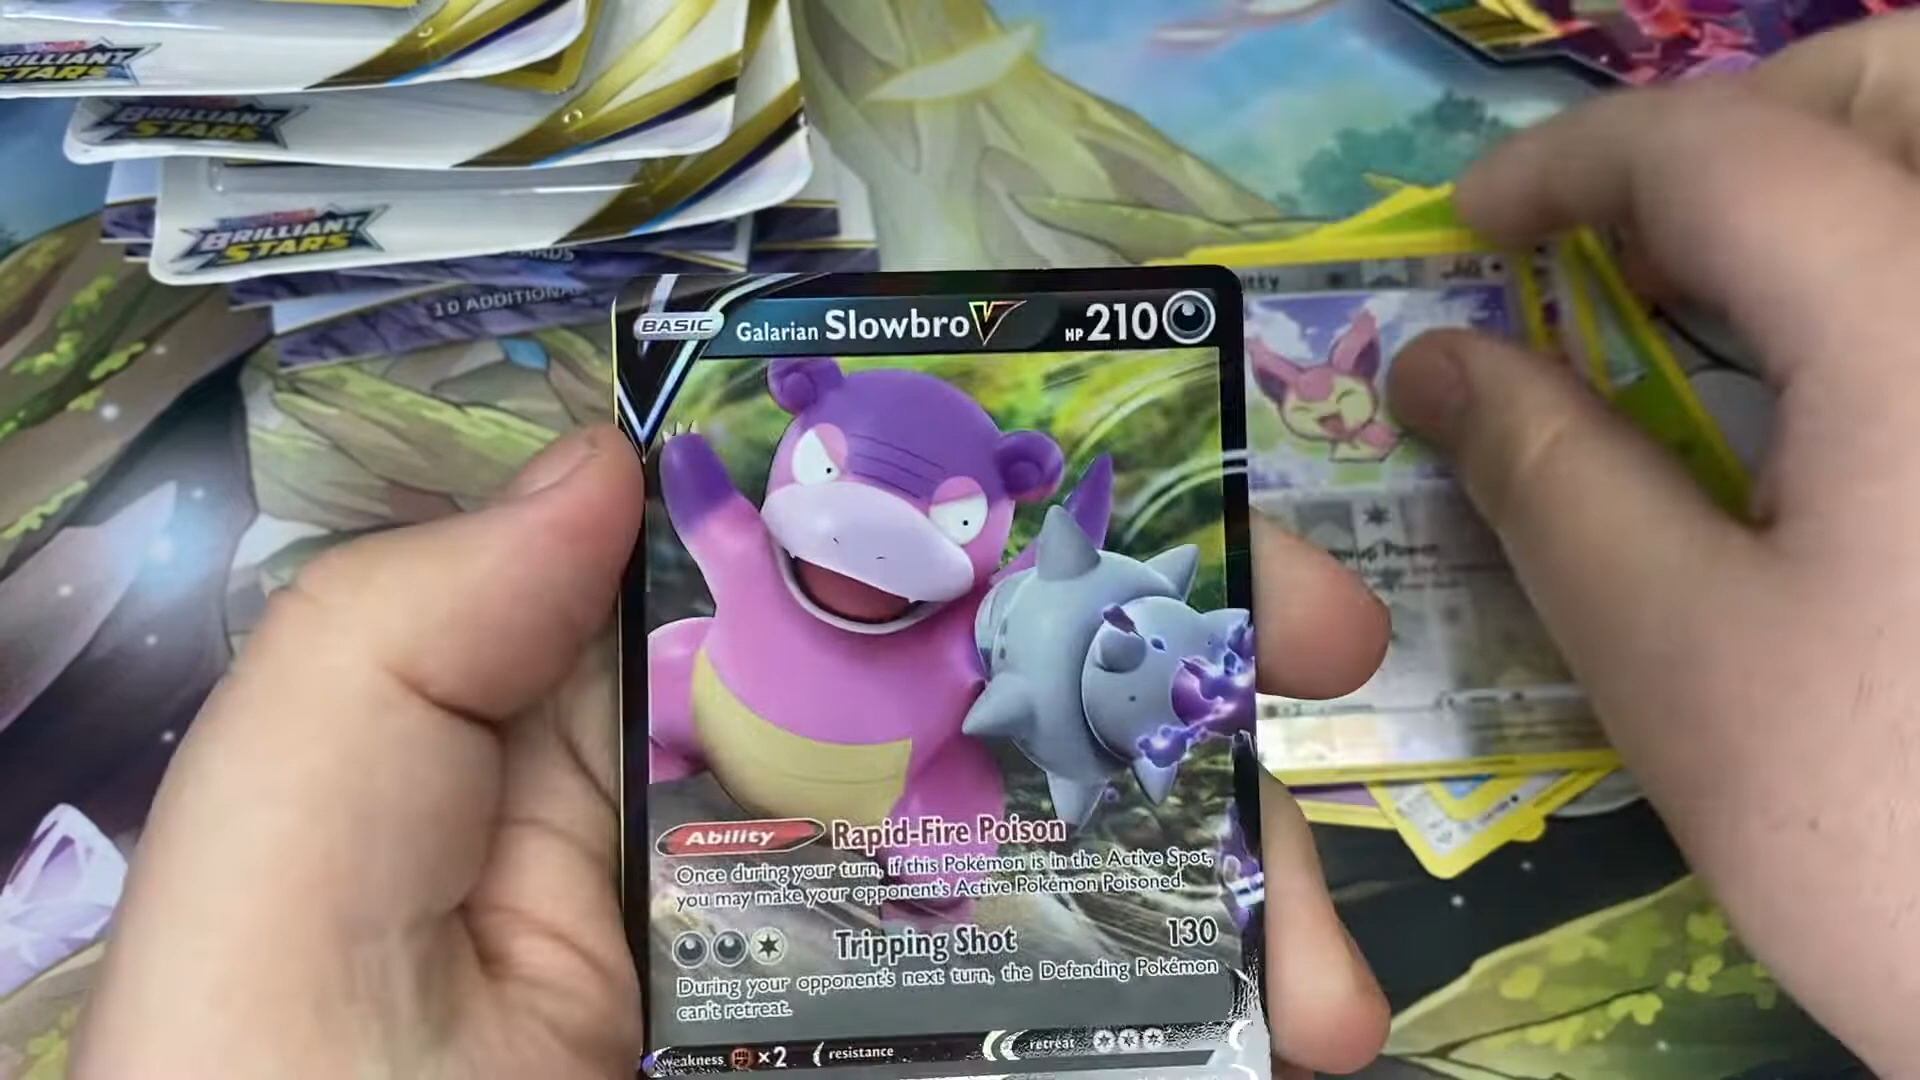 BRILLIANT
STARS
BRILLIANT
STARS
BRILLIANT
STARS
10 ADDITIONA
BASIC Galarian Slowbro V HP 210
Ability Rapid-Fire Poison
Once during your turn, if this Pokémon is in the Active Spot,
you may make your opponent's Active Pokémon Poisoned.
Tripping Shot 130
During your opponent's next turn, the Defending Pokémon
can't retreat.
weakness ×2 resistance retreat